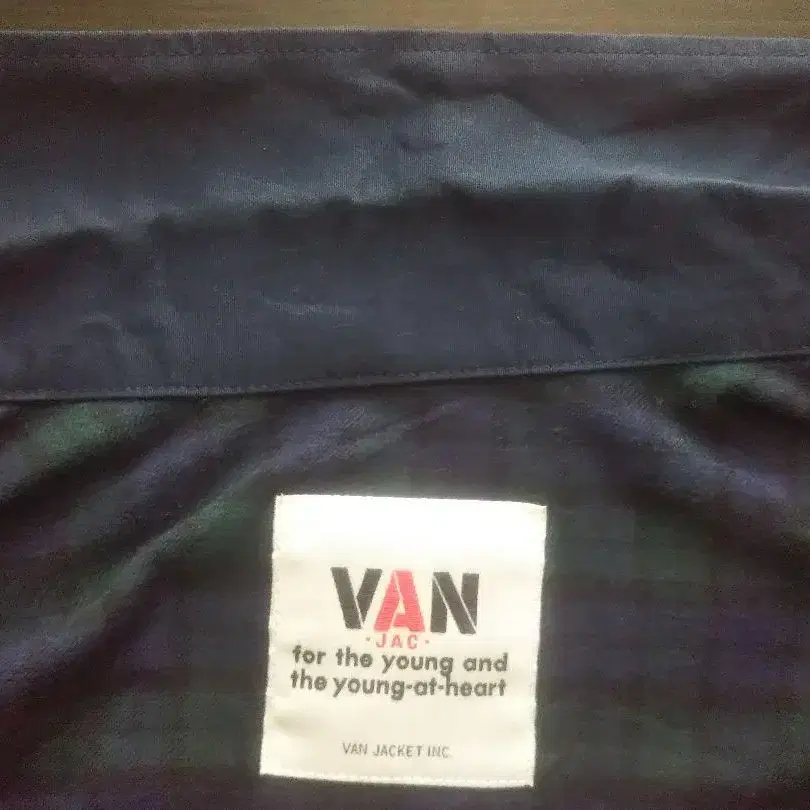 VAN
·JAC·
for the young and
the young-at-heart
VAN JACKET INC.